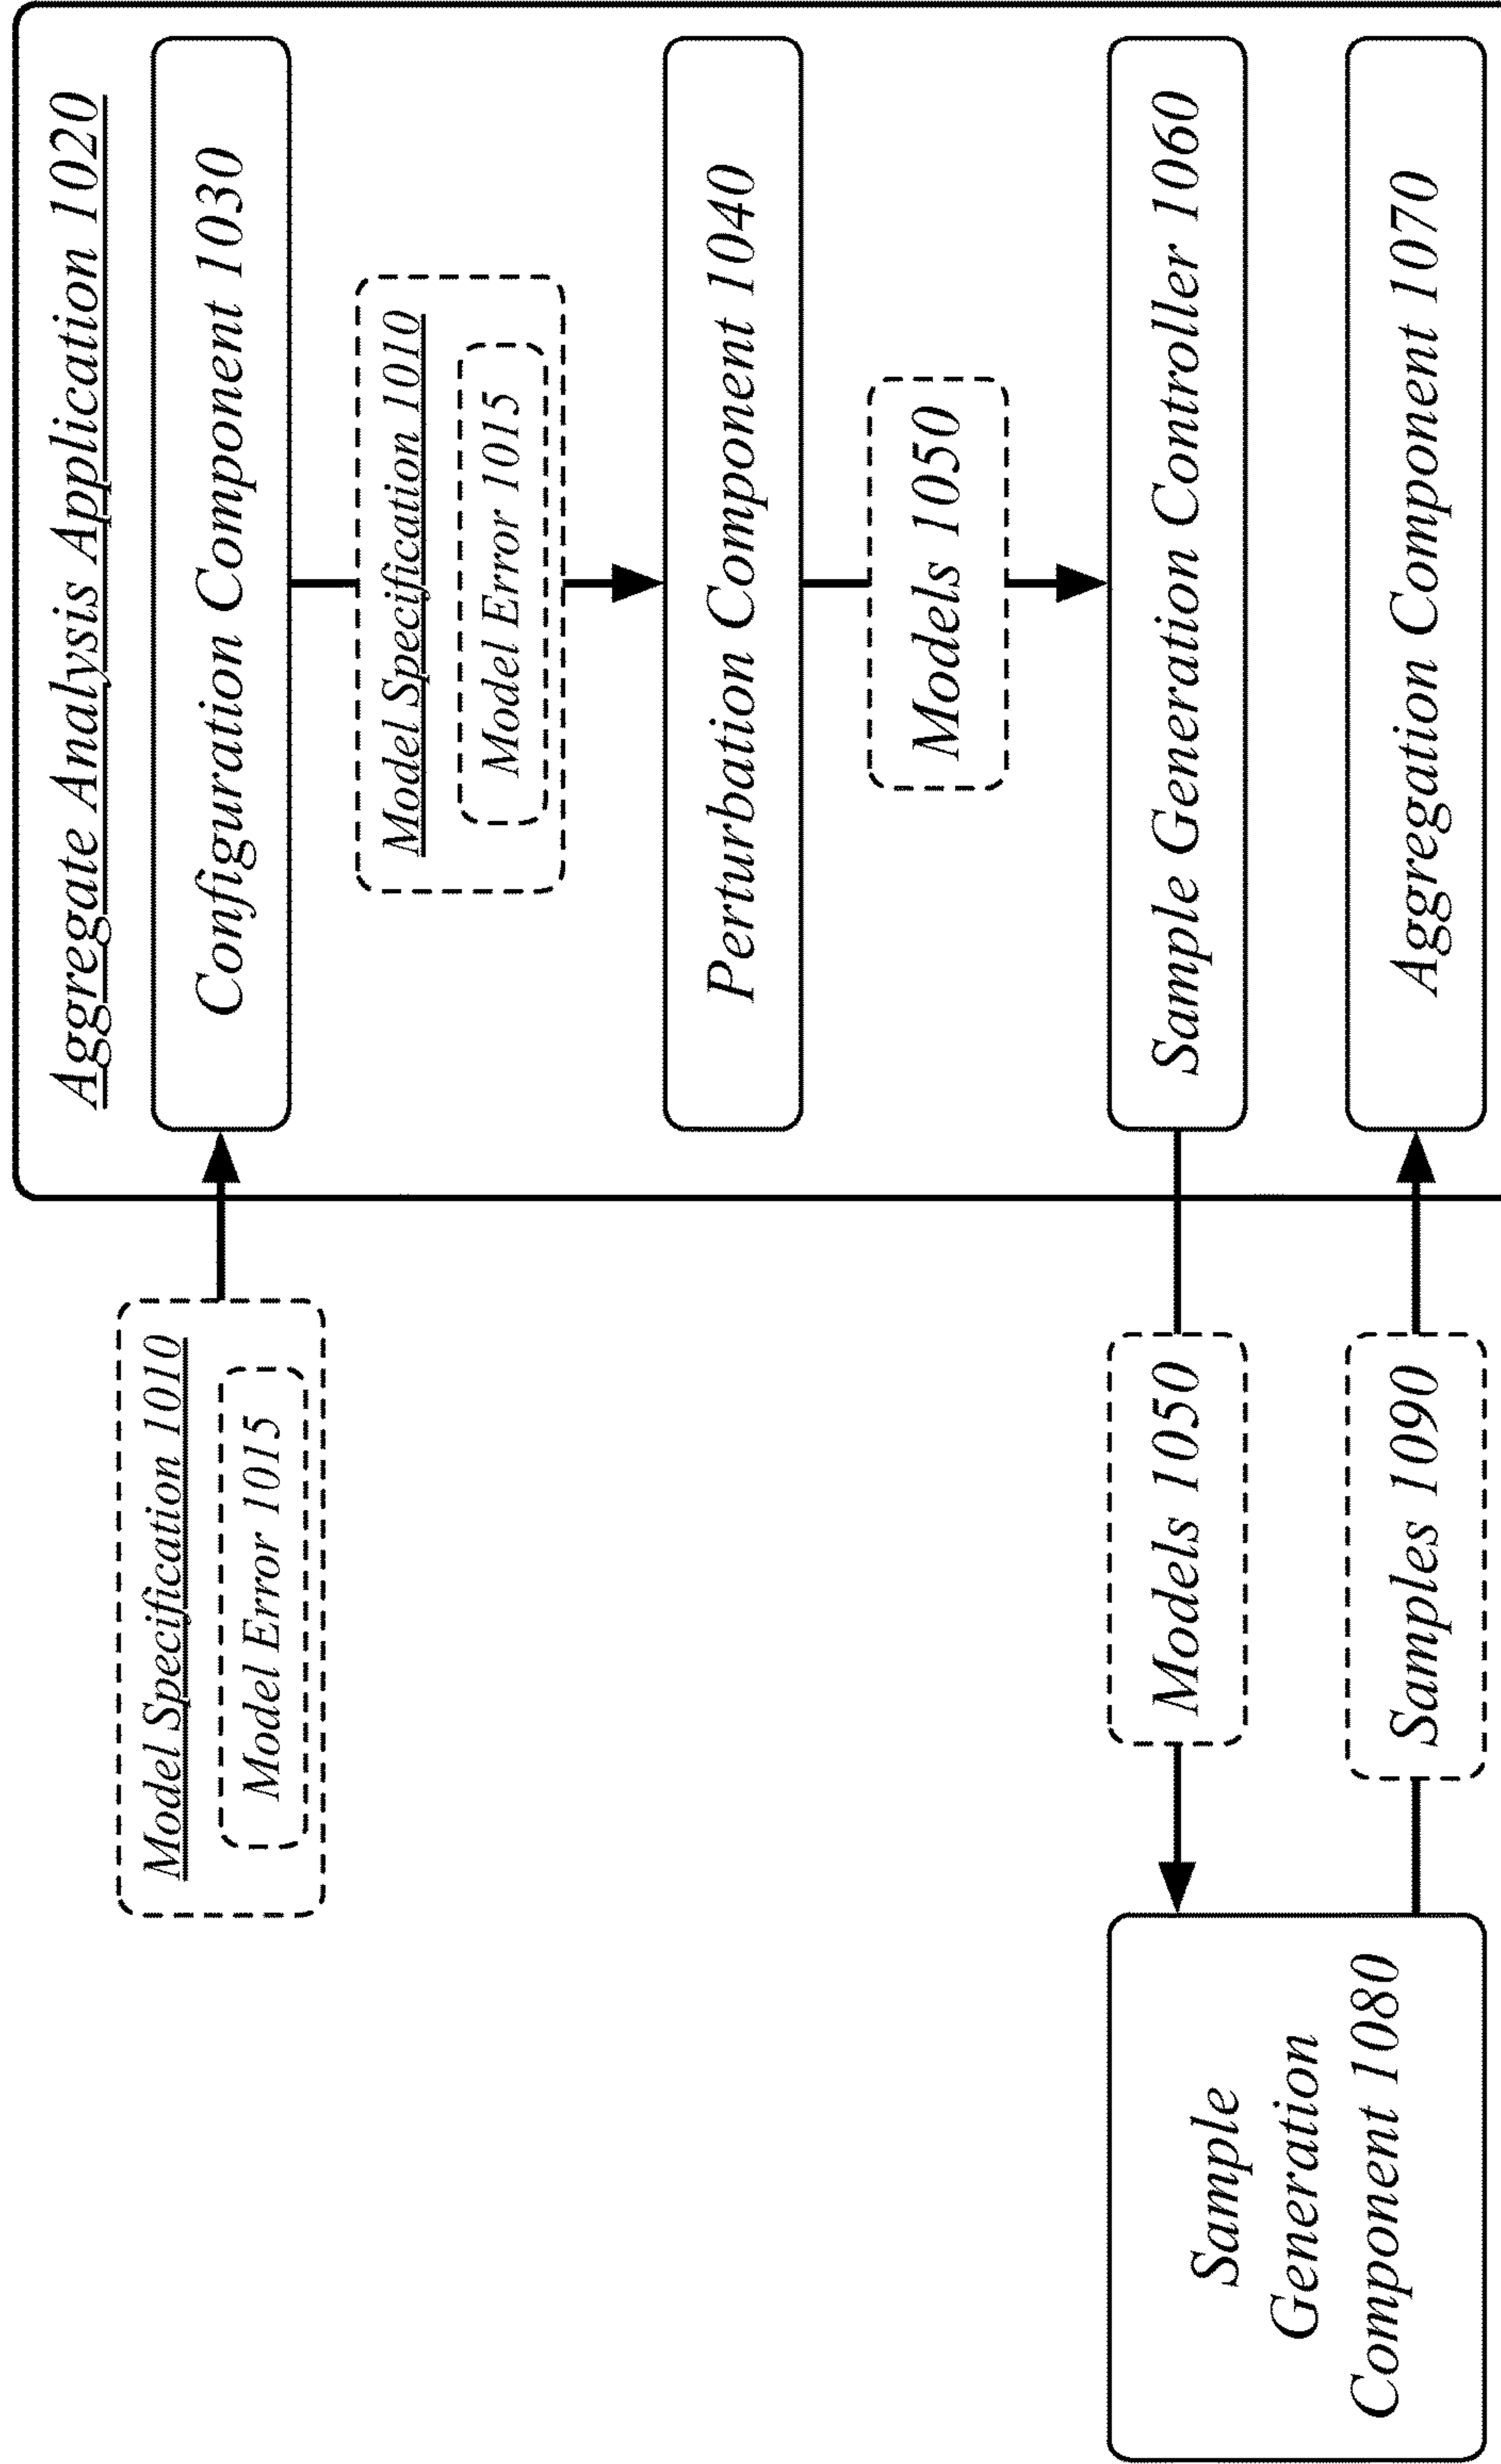 Aggregate Analysis Application 1020
Model Specification 1010
Model Error 1015
Configuration Component 1030
Model Specification 1010
Model Error 1015
Perturbation Component 1040
Models 1050
Sample
Generation
Component 1080
Models 1050
Sample Generation Controller 1060
Samples 1090
Aggregation Component 1070